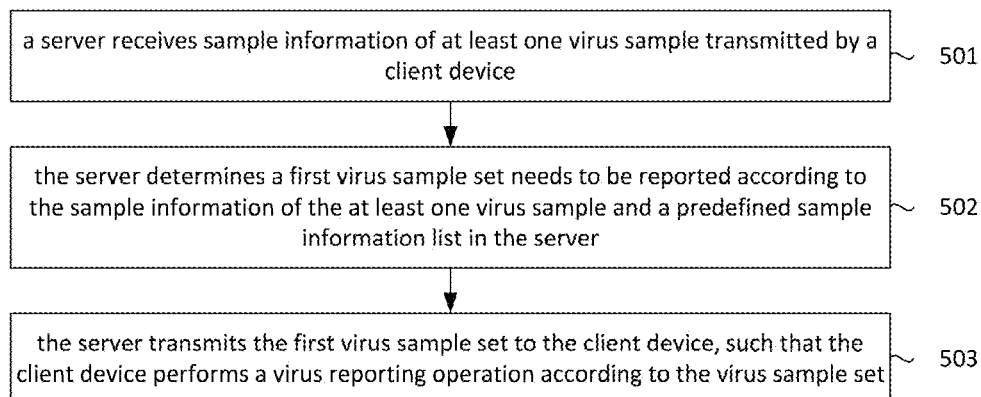 a server receives sample information of at least one virus sample transmitted by a
client device
501
the server determines a first virus sample set needs to be reported according to
the sample information of the at least one virus sample and a predefined sample
information list in the server
502
the server transmits the first virus sample set to the client device, such that the
client device performs a virus reporting operation according to the virus sample set
503